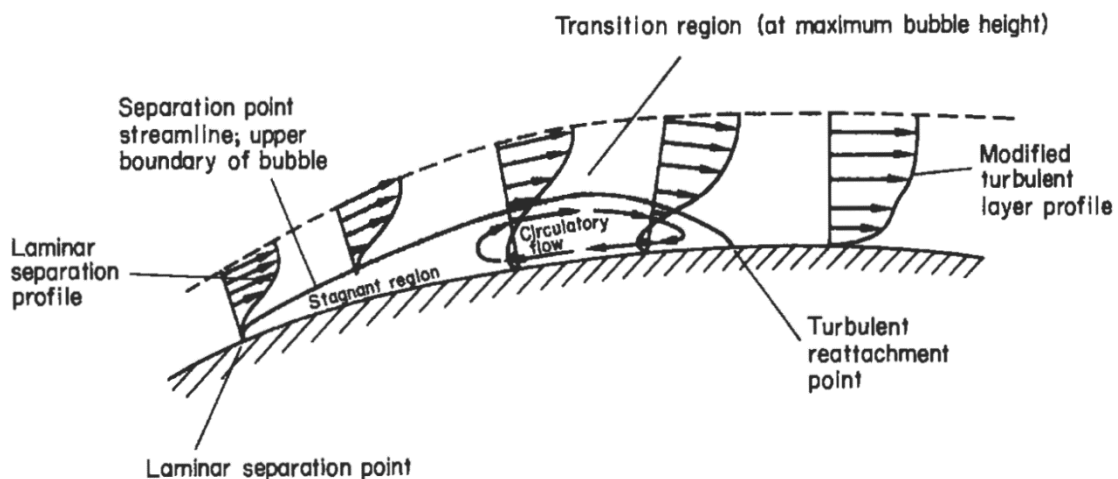 Transition region (at maximum bubble height)
Separation point
streamline; upper
boundary of bubble
Modified
turbulent
layer profile
Laminar
separation
profile
Circulatory
flow
Stagnant region
Turbulent
reattachment
point
Laminar separation point